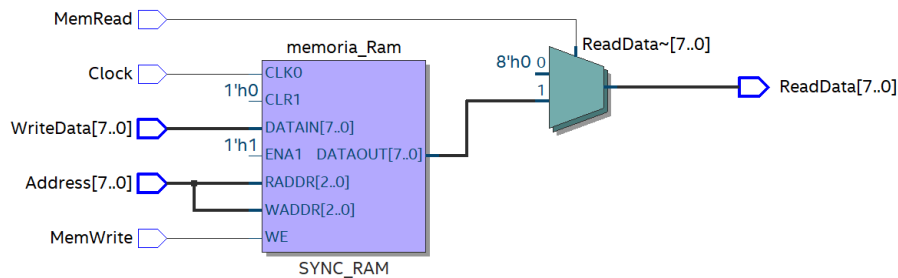 MemRead
memoria_Ram
ReadData~[7..0]
Clock
CLK0
8'h0
0
1'h0
CLR1
1
ReadData[7..0]
WriteData[7..0]
DATAIN[7..0]
1'h1
ENA1
DATAOUT[7..0]
Address[7..0]
RADDR[2..0]
WADDR[2..0]
MemWrite
WE
SYNC_RAM